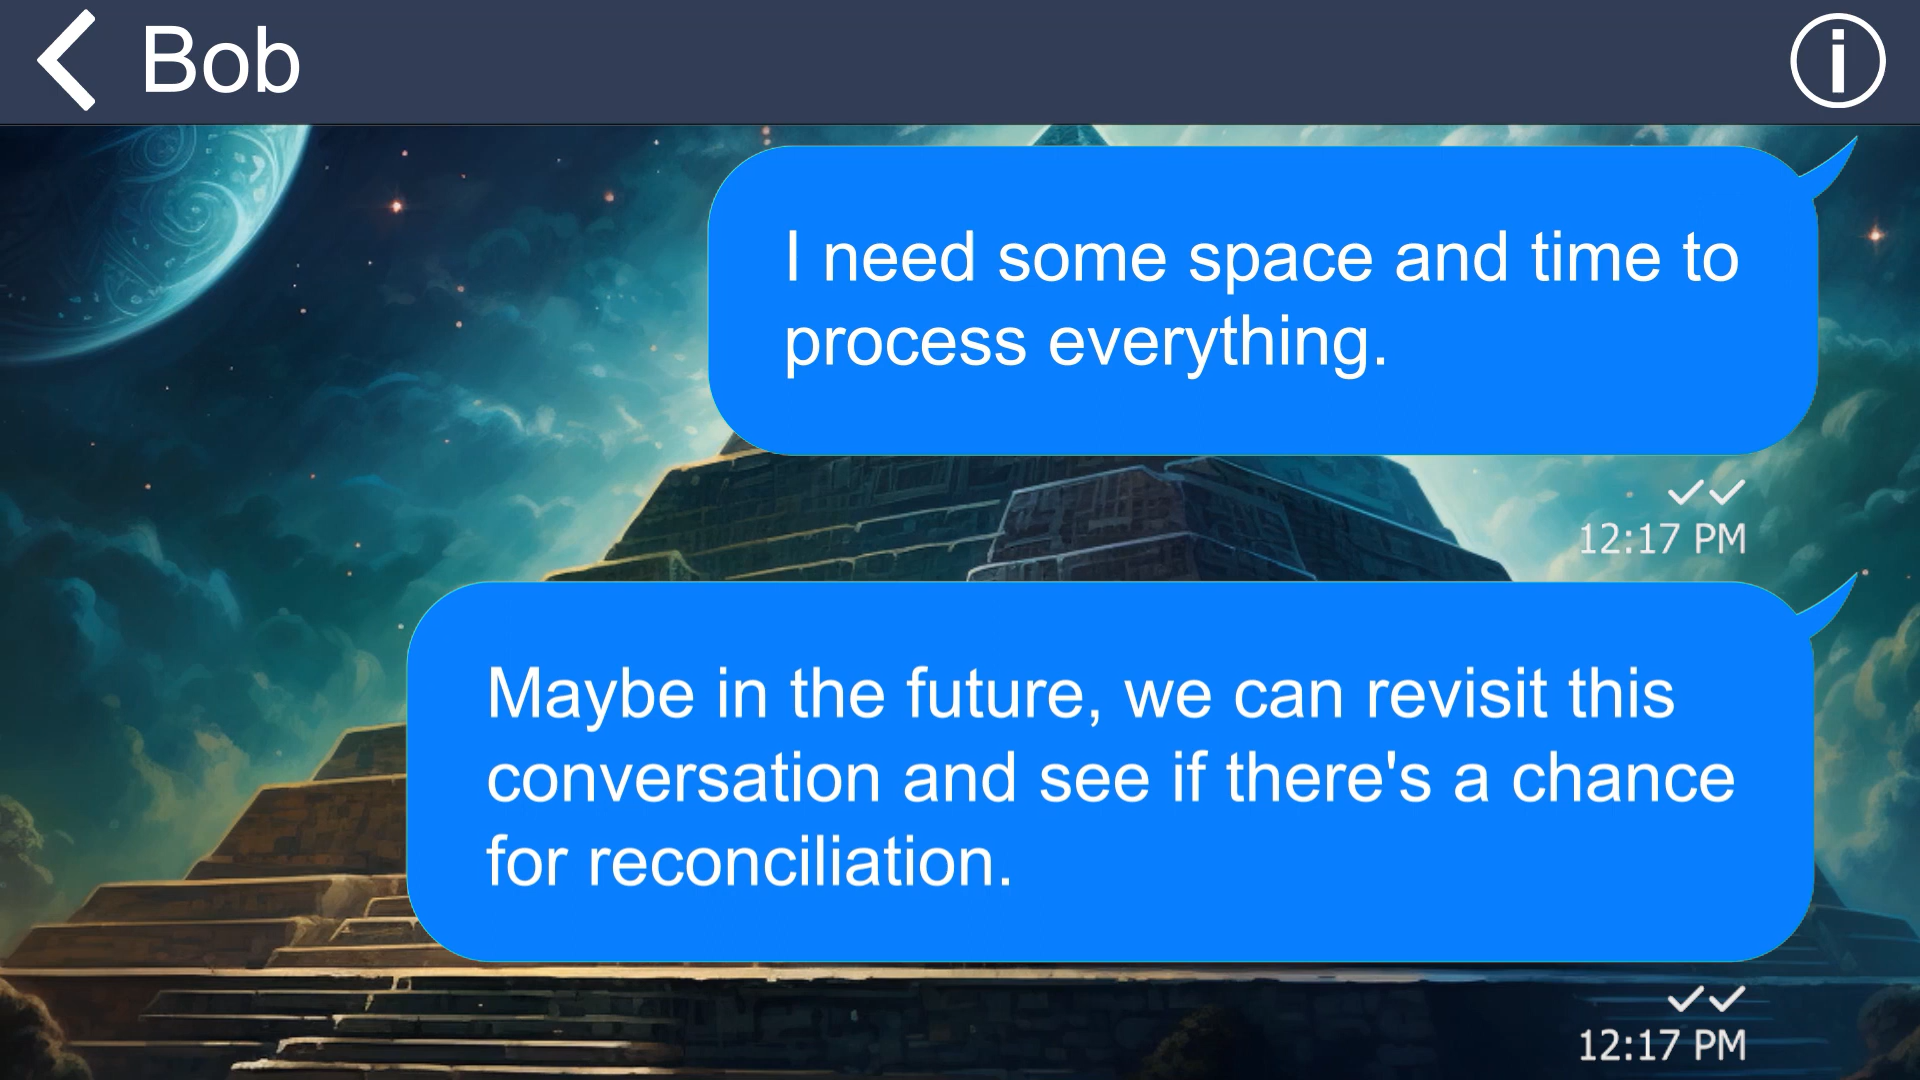 Bob
I need some space and time to
process everything.
12:17 PM
Maybe in the future, we can revisit this
conversation and see if there's a chance
for reconciliation.
12:17 PM